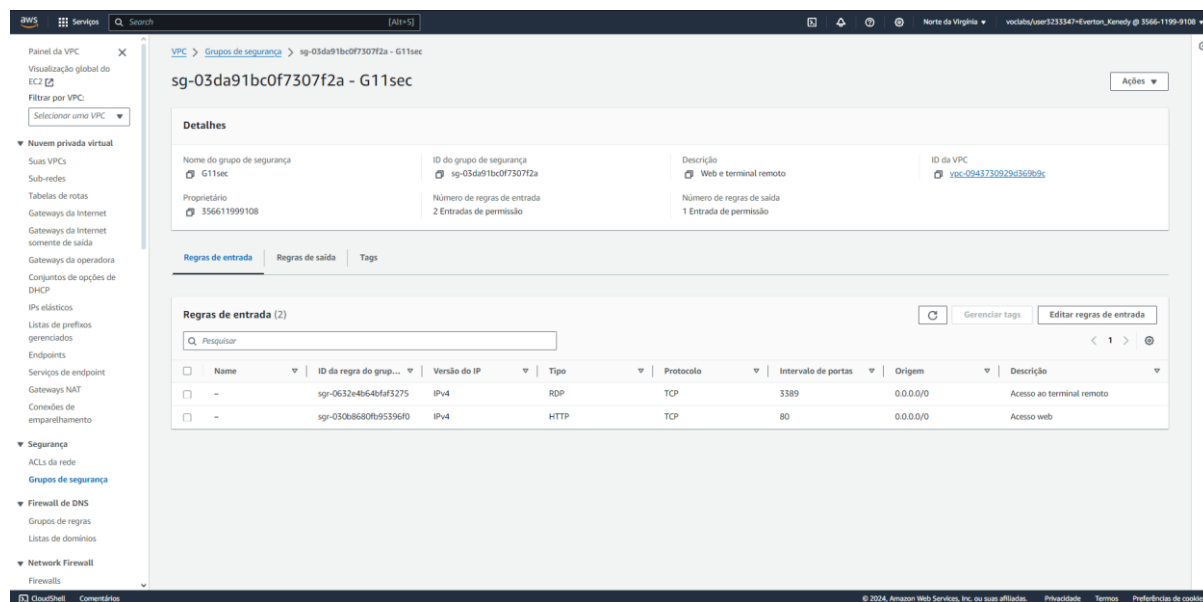 aws Serviços Search [Alt+S] Norte da Virgínia voclabs/user3233347=Everton_Kenedy @ 3566-1199-9108
Painel da VPC
Visualização global do
EC2
Filtrar por VPC:
Selecionar uma VPC
Nuvem privada virtual
Suas VPCs
Sub-redes
Tabelas de rotas
Gateways da Internet
Gateways da Internet
somente de saída
Gateways da operadora
Conjuntos de opções de
DHCP
IPs elásticos
Listas de prefixos
gerenciados
Endpoints
Serviços de endpoint
Gateways NAT
Conexões de
emparelhamento
Segurança
ACLs da rede
Grupos de segurança
Firewall de DNS
Grupos de regras
Listas de domínios
Network Firewall
Firewalls
VPC > Grupos de segurança > sg-03da91bc0f7307f2a - G11sec
sg-03da91bc0f7307f2a - G11sec
Ações
Detalhes
Nome do grupo de segurança
G11sec
ID do grupo de segurança
sg-03da91bc0f7307f2a
Descrição
Web e terminal remoto
ID da VPC
vpc-0943730929d369b9c
Proprietário
356611999108
Número de regras de entrada
2 Entradas de permissão
Número de regras de saída
1 Entrada de permissão
Regras de entrada Regras de saída Tags
Regras de entrada (2)
Gerenciar tags Editar regras de entrada
Pesquisar
< 1 >
Name ID da regra do grup... Versão do IP Tipo Protocolo Intervalo de portas Origem Descrição
– sgr-0632e4b64bfaf3275 IPv4 RDP TCP 3389 0.0.0.0/0 Acesso ao terminal remoto
– sgr-030b8680fb95396f0 IPv4 HTTP TCP 80 0.0.0.0/0 Acesso web
CloudShell Comentários © 2024, Amazon Web Services, Inc. ou suas afiliadas. Privacidade Termos Preferências de cookie